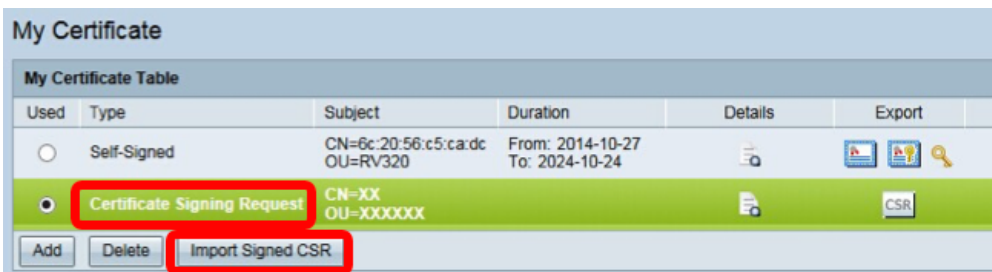 My Certificate
My Certificate Table
Used Type Subject Duration Details Export
Self-Signed CN=6c:20:56:c5:ca:dc From: 2014-10-27
OU=RV320 To: 2024-10-24
Certificate Signing Request CN=XX
OU=XXXXXX CSR
Add Delete Import Signed CSR